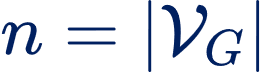 n = |𝒱_G|